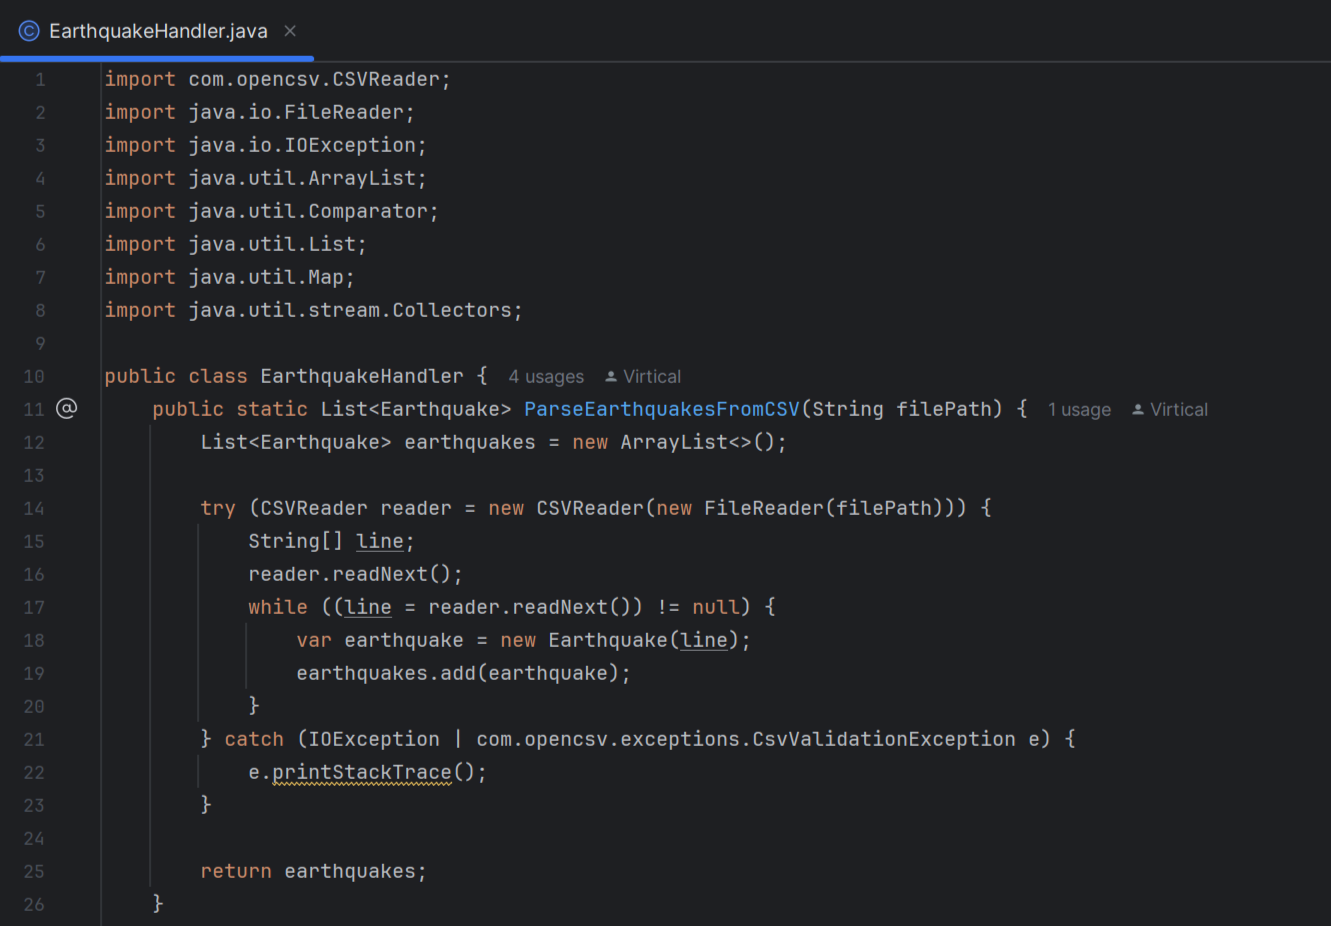 EarthquakeHandler.java
1 import com.opencsv.CSVReader;
2 import java.io.FileReader;
3 import java.io.IOException;
4 import java.util.ArrayList;
5 import java.util.Comparator;
6 import java.util.List;
7 import java.util.Map;
8 import java.util.stream.Collectors;
9
10 public class EarthquakeHandler { 4 usages Virtical
11 @ public static List<Earthquake> ParseEarthquakesFromCSV(String filePath) { 1 usage Virtical
12 List<Earthquake> earthquakes = new ArrayList<>();
13
14 try (CSVReader reader = new CSVReader(new FileReader(filePath))) {
15 String[] line;
16 reader.readNext();
17 while ((line = reader.readNext()) != null) {
18 var earthquake = new Earthquake(line);
19 earthquakes.add(earthquake);
20 }
21 } catch (IOException | com.opencsv.exceptions.CsvValidationException e) {
22 e.printStackTrace();
23 }
24
25 return earthquakes;
26 }